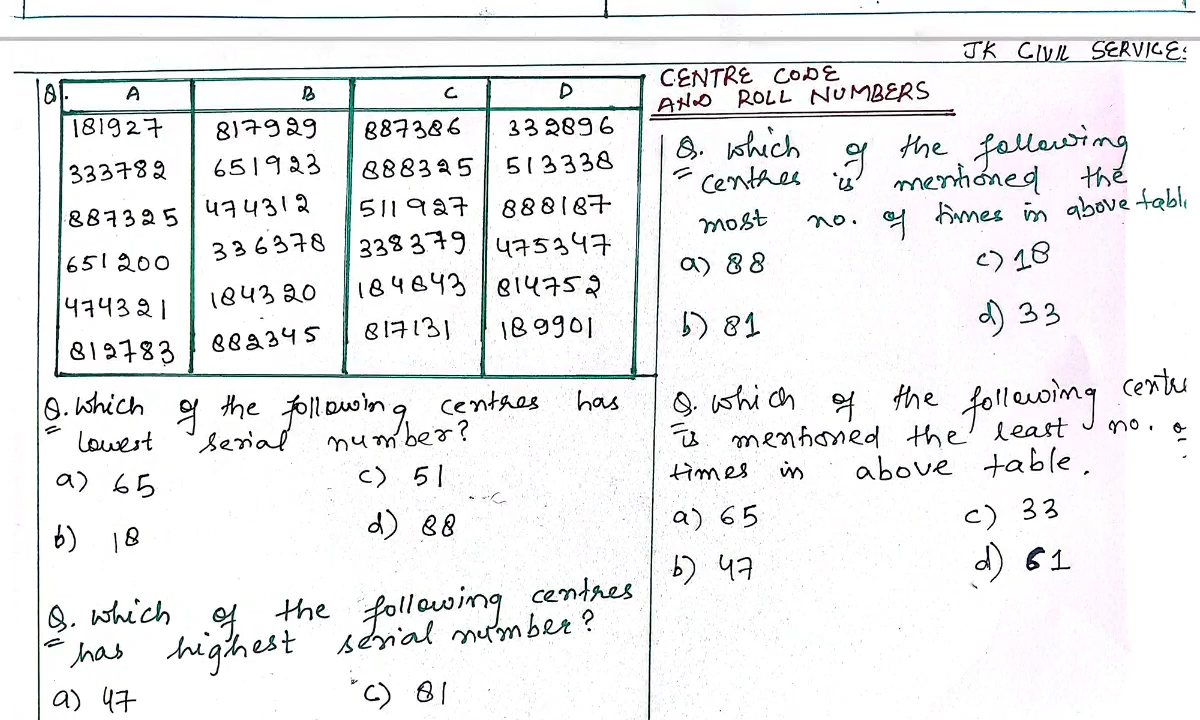 JK CIVIL SERVICES
Q. A B C D
181927 817929 887386 332896
333782 651923 888325 513338
887325 474312 511927 888187
651200 336378 338379 475347
474321 184320 184843 814752
812783 882345 817131 189901
Q. Which of the following centres has
lowest serial number?
a) 65 c) 51
b) 18 d) 88
Q. which of the following centres
has highest serial number?
a) 47 c) 81
CENTRE CODE
AND ROLL NUMBERS
Q. which of the following
centres is mentioned the
most no. of times in above table
a) 88 c) 18
b) 81 d) 33
Q. which of the following centre
is mentioned the least no. of
times in above table.
a) 65 c) 33
b) 47 d) 61